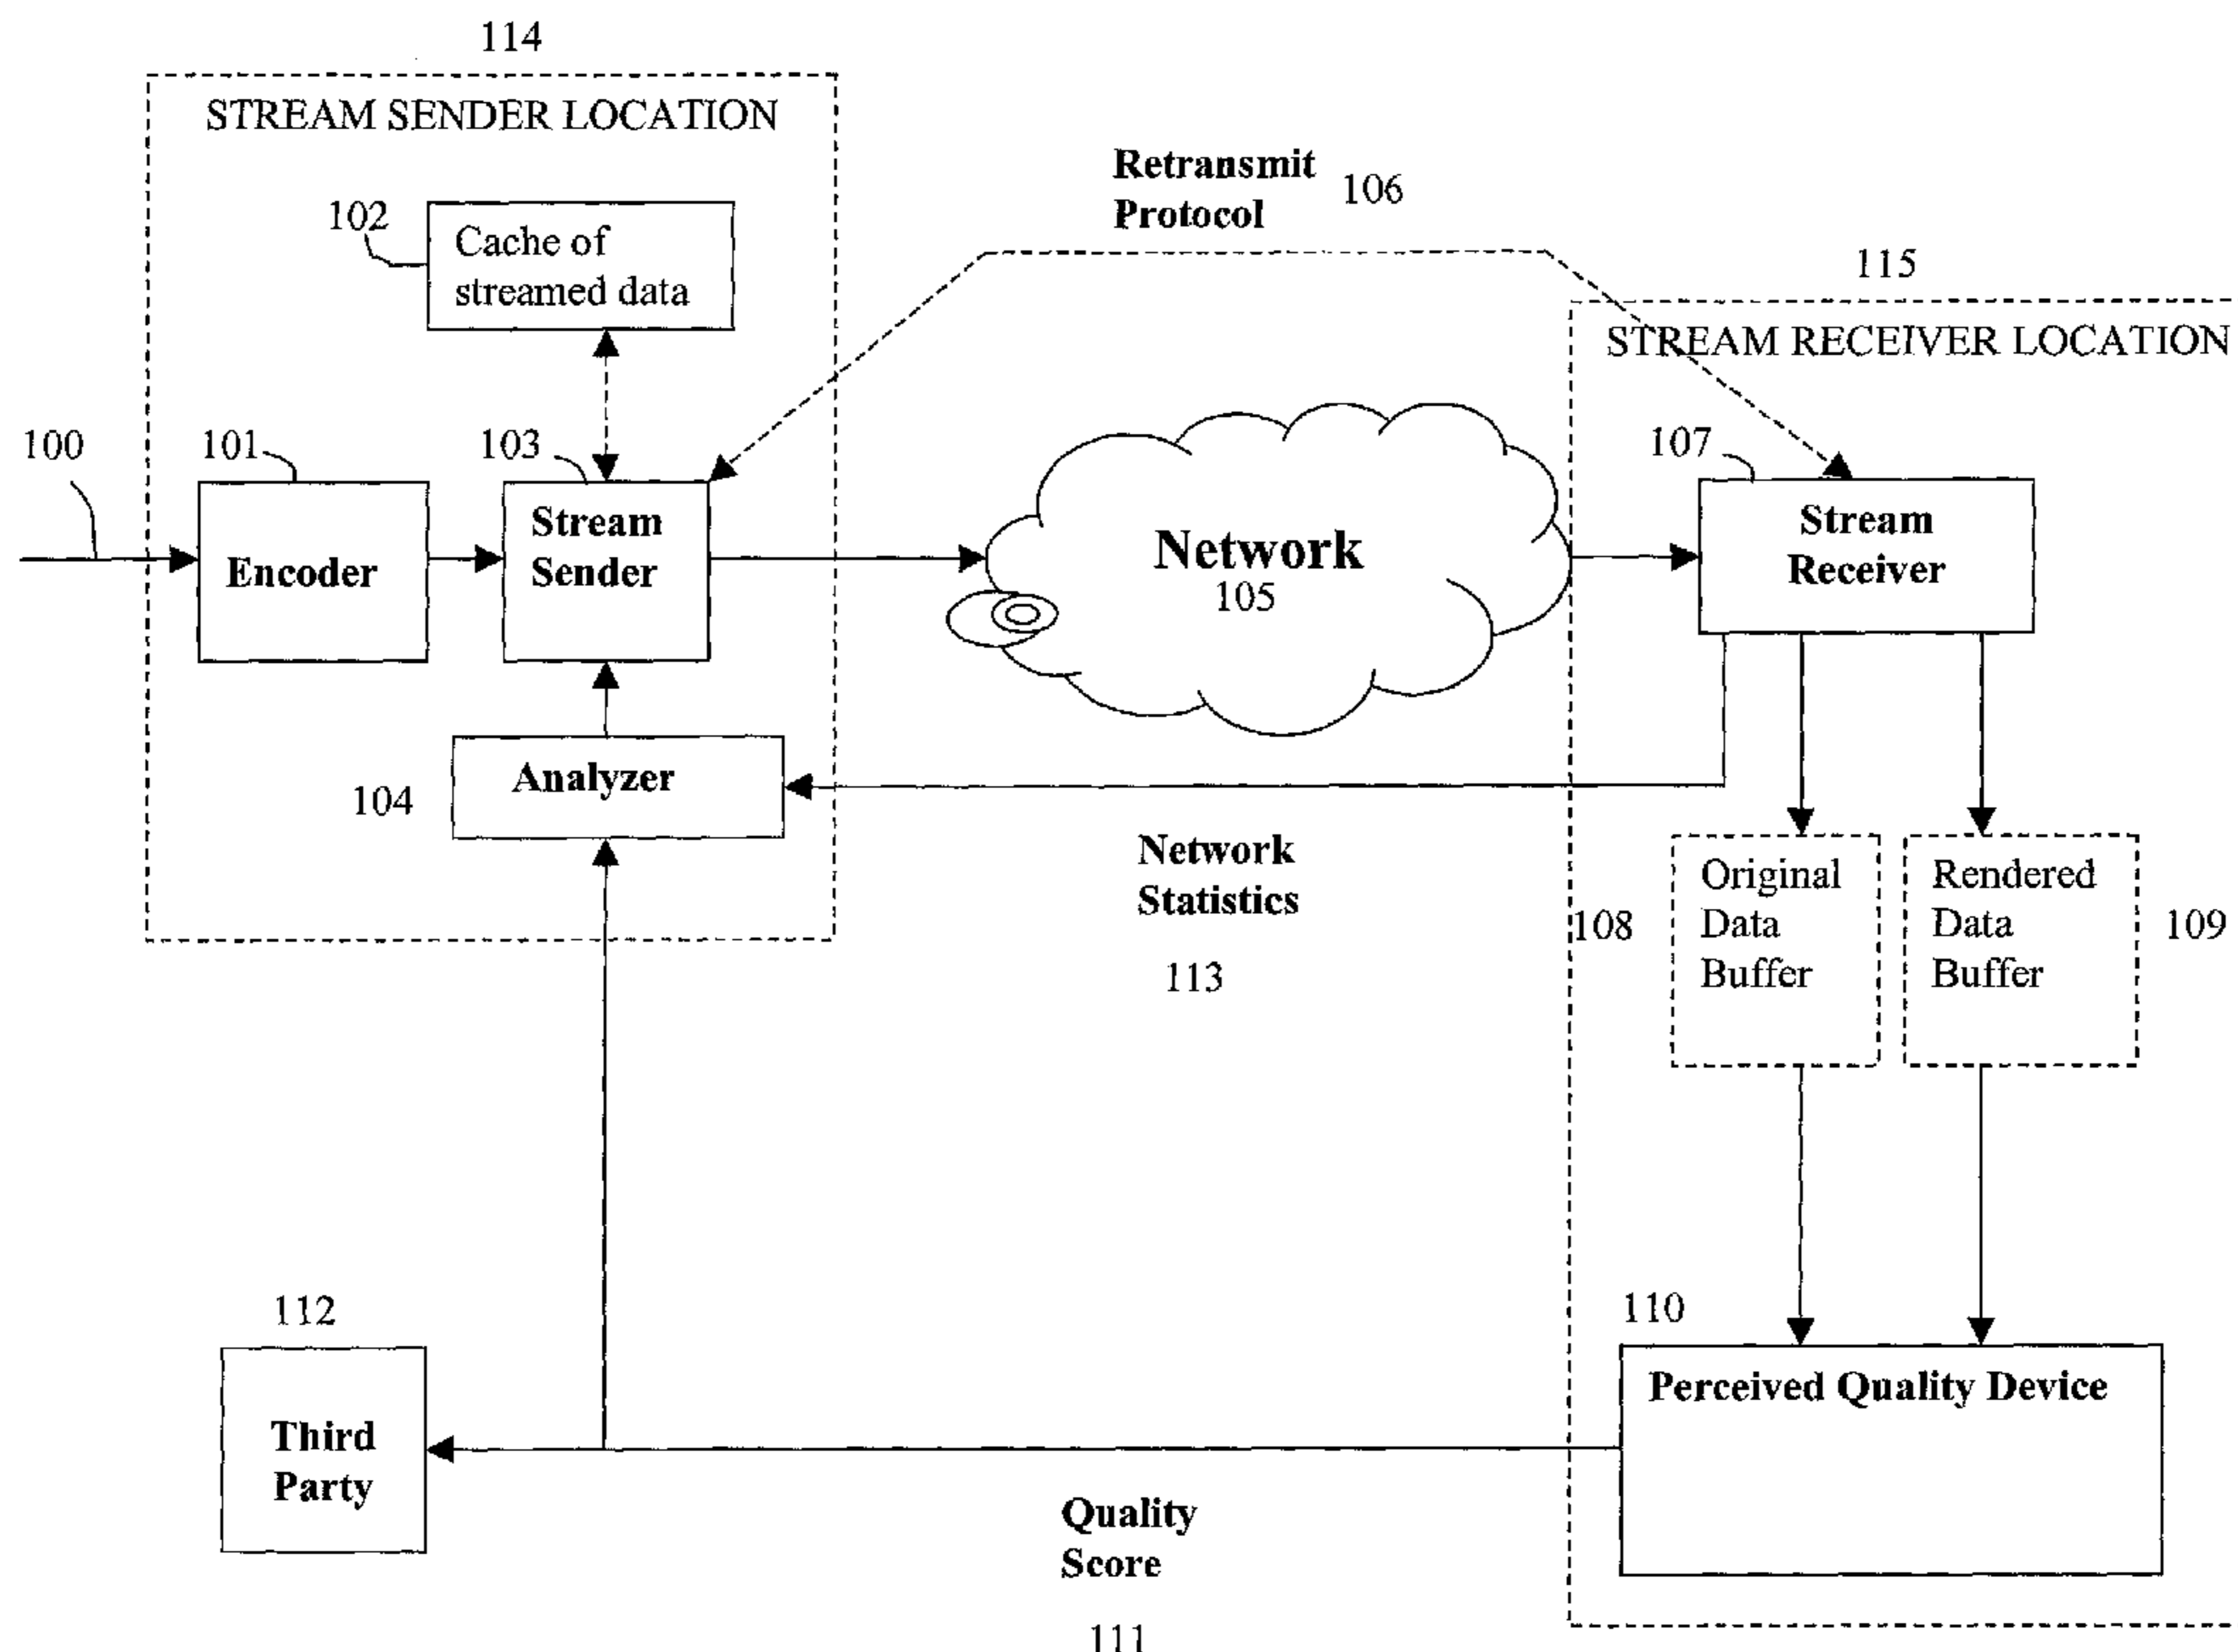 114
STREAM SENDER LOCATION
Retransmit
Protocol
106
102
Cache of
streamed data
115
STREAM RECEIVER LOCATION
100
101
103
107
Encoder
Stream
Sender
Network
105
Stream
Receiver
Analyzer
104
Network
Statistics
113
108
Original
Data
Buffer
Rendered
Data
Buffer
109
112
110
Third
Party
Perceived Quality Device
Quality
Score
111